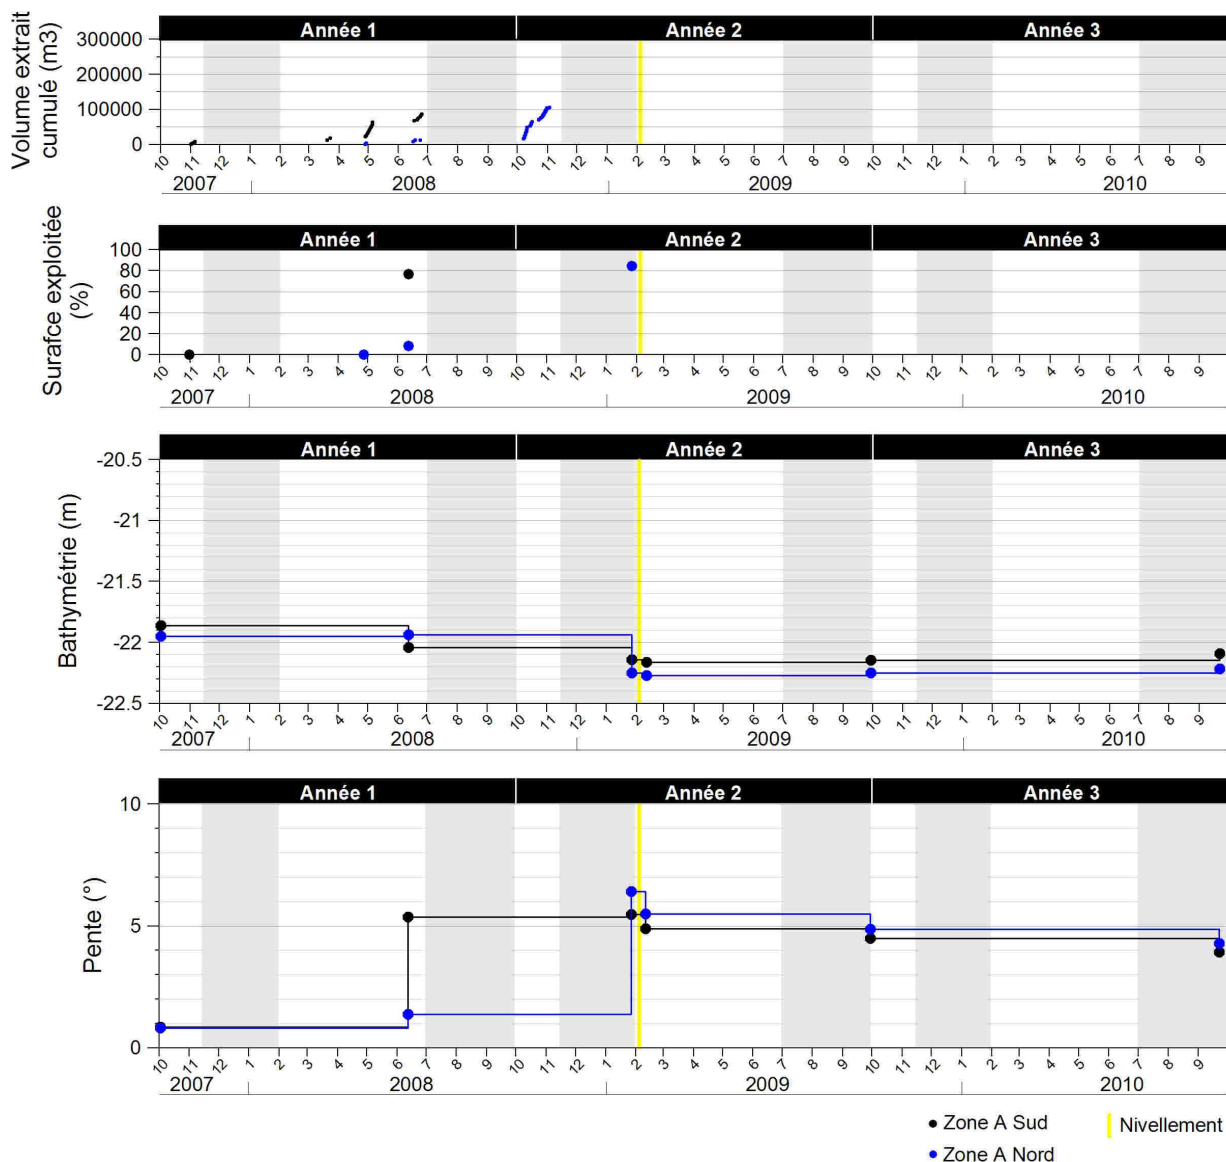 Année 1 Année 2 Année 3
Volume extrait
cumulé (m3)
300000
200000
100000
0
10 11 12 1 2 3 4 5 6 7 8 9 10 11 12 1 2 3 4 5 6 7 8 9 10 11 12 1 2 3 4 5 6 7 8 9
2007 2008 2009 2010
Année 1 Année 2 Année 3
Surafce exploitée
(%)
100
80
60
40
20
0
10 11 12 1 2 3 4 5 6 7 8 9 10 11 12 1 2 3 4 5 6 7 8 9 10 11 12 1 2 3 4 5 6 7 8 9
2007 2008 2009 2010
Année 1 Année 2 Année 3
Bathymétrie (m)
-20.5
-21
-21.5
-22
-22.5
10 11 12 1 2 3 4 5 6 7 8 9 10 11 12 1 2 3 4 5 6 7 8 9 10 11 12 1 2 3 4 5 6 7 8 9
2007 2008 2009 2010
Année 1 Année 2 Année 3
Pente (°)
10
5
0
10 11 12 1 2 3 4 5 6 7 8 9 10 11 12 1 2 3 4 5 6 7 8 9 10 11 12 1 2 3 4 5 6 7 8 9
2007 2008 2009 2010
Zone A Sud Nivellement
Zone A Nord